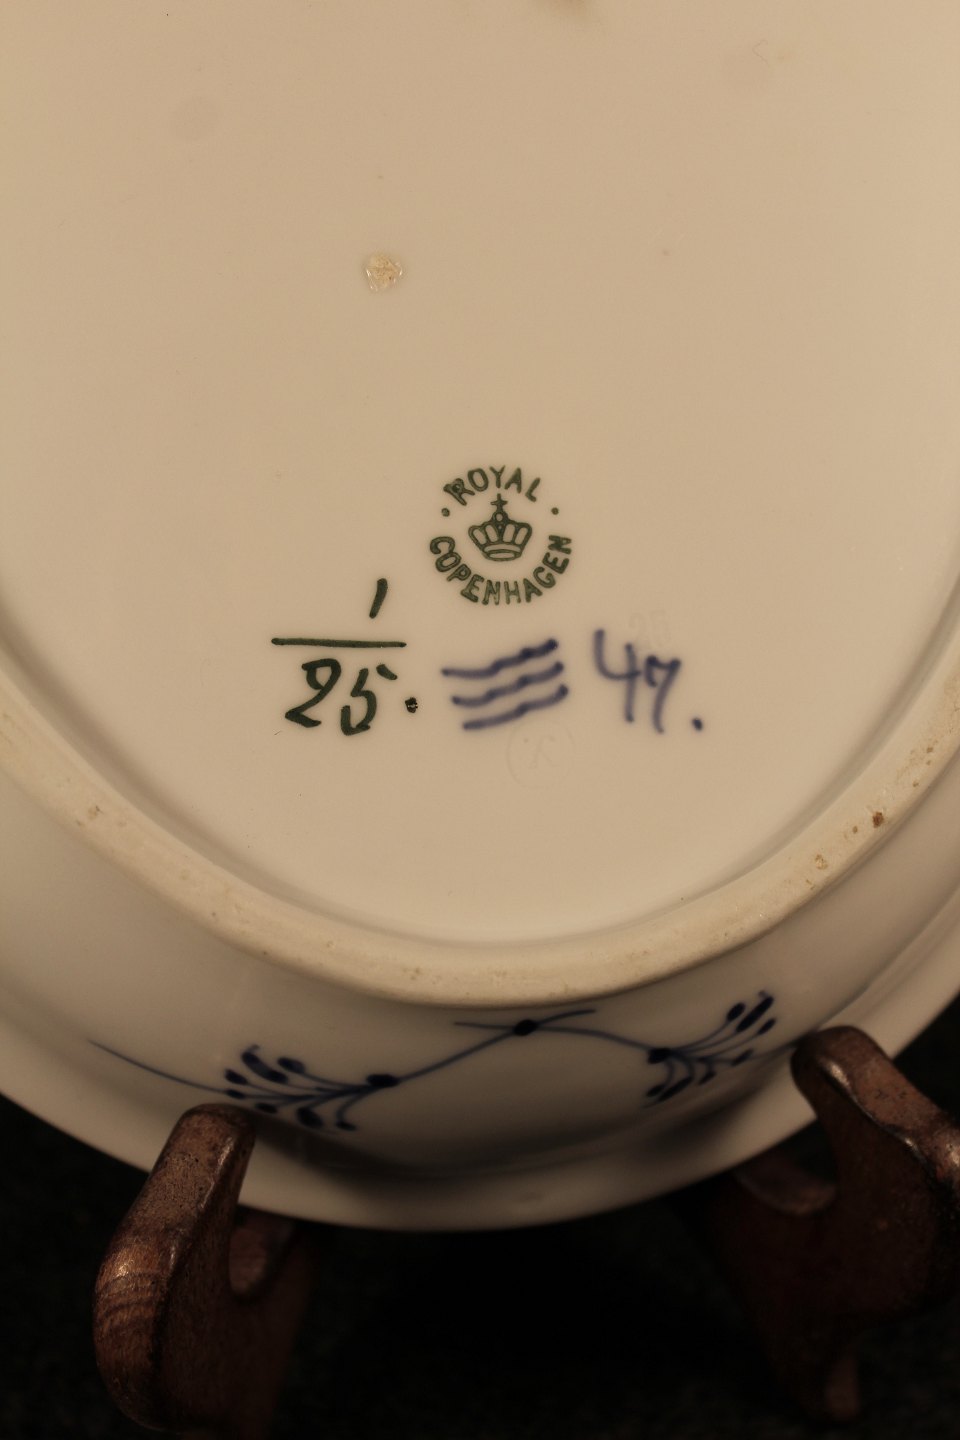 ROYAL
COPENHAGEN
1
25.
47.